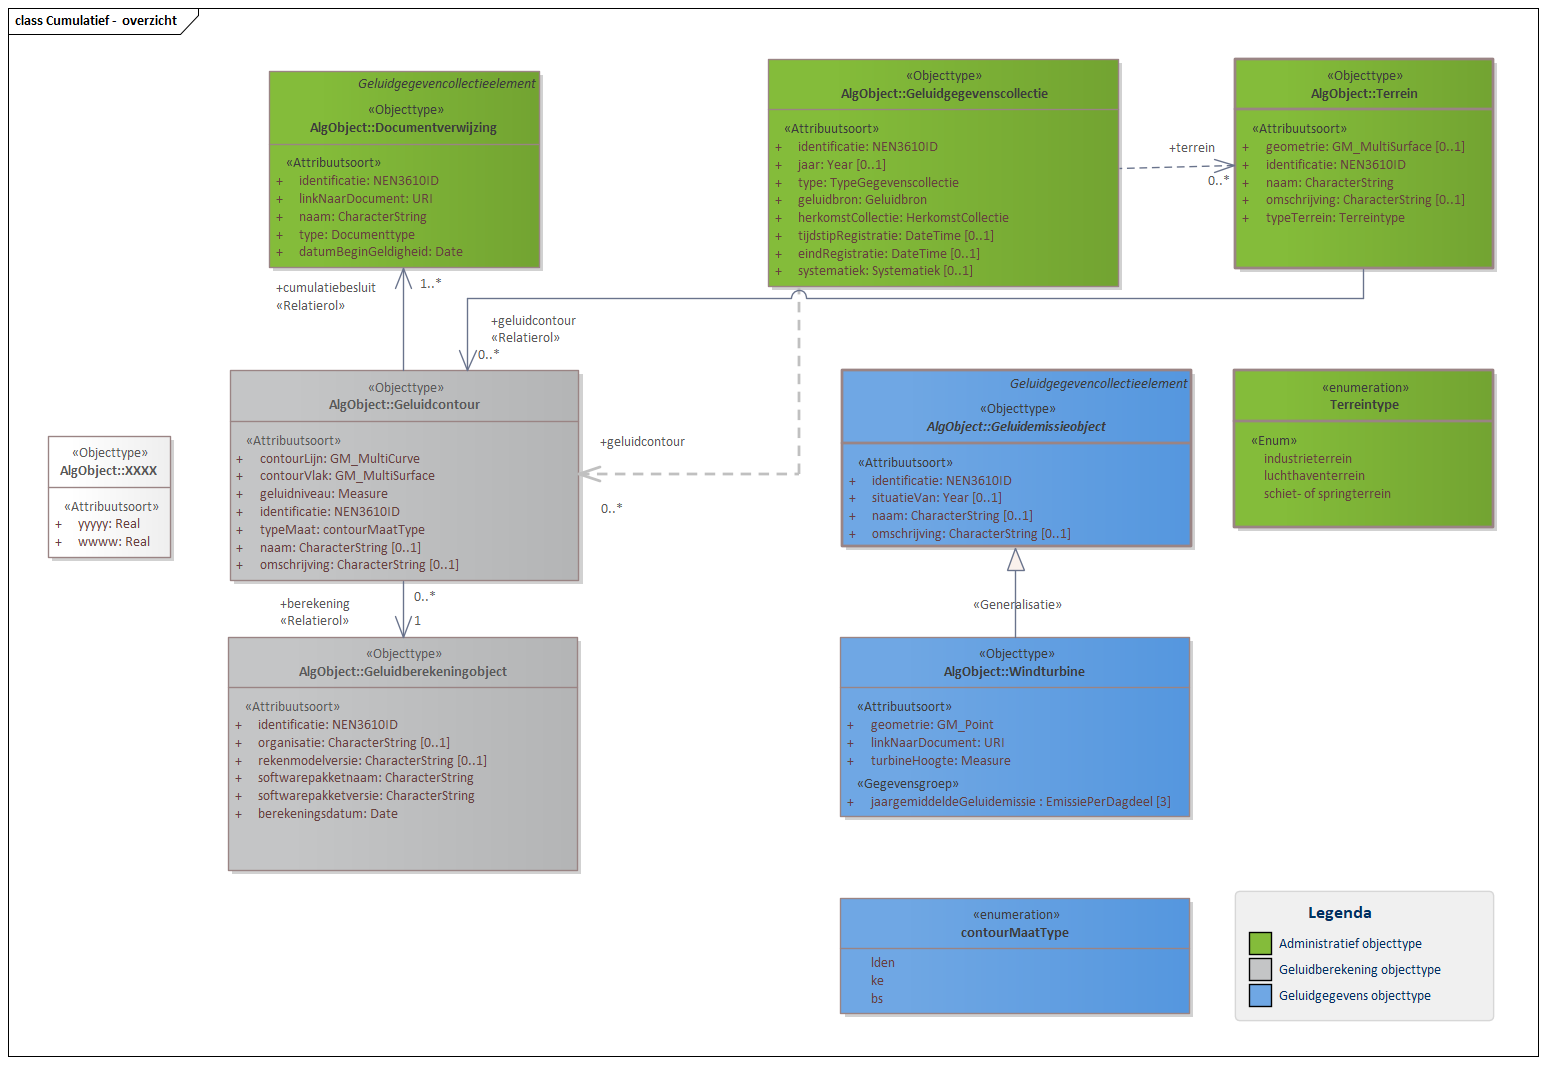 class Cumulatief - overzicht
Geluidgegevencollectieelement
«Objecttype»
AlgObject::Documentverwijzing
«Attribuutsoort»
+ identificatie: NEN3610ID
+ linkNaarDocument: URI
+ naam: CharacterString
+ type: Documenttype
+ datumBeginGeldigheid: Date
«Objecttype»
AlgObject::Geluidgegevenscollectie
«Attribuutsoort»
+ identificatie: NEN3610ID
+ jaar: Year [0..1]
+ type: TypeGegevenscollectie
+ geluidbron: Geluidbron
+ herkomstCollectie: HerkomstCollectie
+ tijdstipRegistratie: DateTime [0..1]
+ eindRegistratie: DateTime [0..1]
+ systematiek: Systematiek [0..1]
+terrein
0..*
«Objecttype»
AlgObject::Terrein
«Attribuutsoort»
+ geometrie: GM_MultiSurface [0..1]
+ identificatie: NEN3610ID
+ naam: CharacterString
+ omschrijving: CharacterString [0..1]
+ typeTerrein: Terreintype
+cumulatiebesluit
«Relatierol»
1..*
+geluidcontour
«Relatierol»
0..*
«Objecttype»
AlgObject::XXXX
«Attribuutsoort»
+ yyyyy: Real
+ wwww: Real
«Objecttype»
AlgObject::Geluidcontour
«Attribuutsoort»
+ contourLijn: GM_MultiCurve
+ contourVlak: GM_MultiSurface
+ geluidniveau: Measure
+ identificatie: NEN3610ID
+ typeMaat: contourMaatType
+ naam: CharacterString [0..1]
+ omschrijving: CharacterString [0..1]
+geluidcontour
0..*
Geluidgegevencollectieelement
«Objecttype»
AlgObject::Geluidemissieobject
«Attribuutsoort»
+ identificatie: NEN3610ID
+ situatieVan: Year [0..1]
+ naam: CharacterString [0..1]
+ omschrijving: CharacterString [0..1]
«enumeration»
Terreintype
«Enum»
industrieterrein
luchthaventerrein
schiet- of springterrein
+berekening
«Relatierol»
0..*
1
«Generalisatie»
«Objecttype»
AlgObject::Geluidberekeningobject
«Attribuutsoort»
+ identificatie: NEN3610ID
+ organisatie: CharacterString [0..1]
+ rekenmodelversie: CharacterString [0..1]
+ softwarepakketnaam: CharacterString
+ softwarepakketversie: CharacterString
+ berekeningsdatum: Date
«Objecttype»
AlgObject::Windturbine
«Attribuutsoort»
+ geometrie: GM_Point
+ linkNaarDocument: URI
+ turbineHoogte: Measure
«Gegevensgroep»
+ jaargemiddeldeGeluidemissie : EmissiePerDagdeel [3]
«enumeration»
contourMaatType
lden
ke
bs
Legenda
Administratief objecttype
Geluidberekening objecttype
Geluidgegevens objecttype